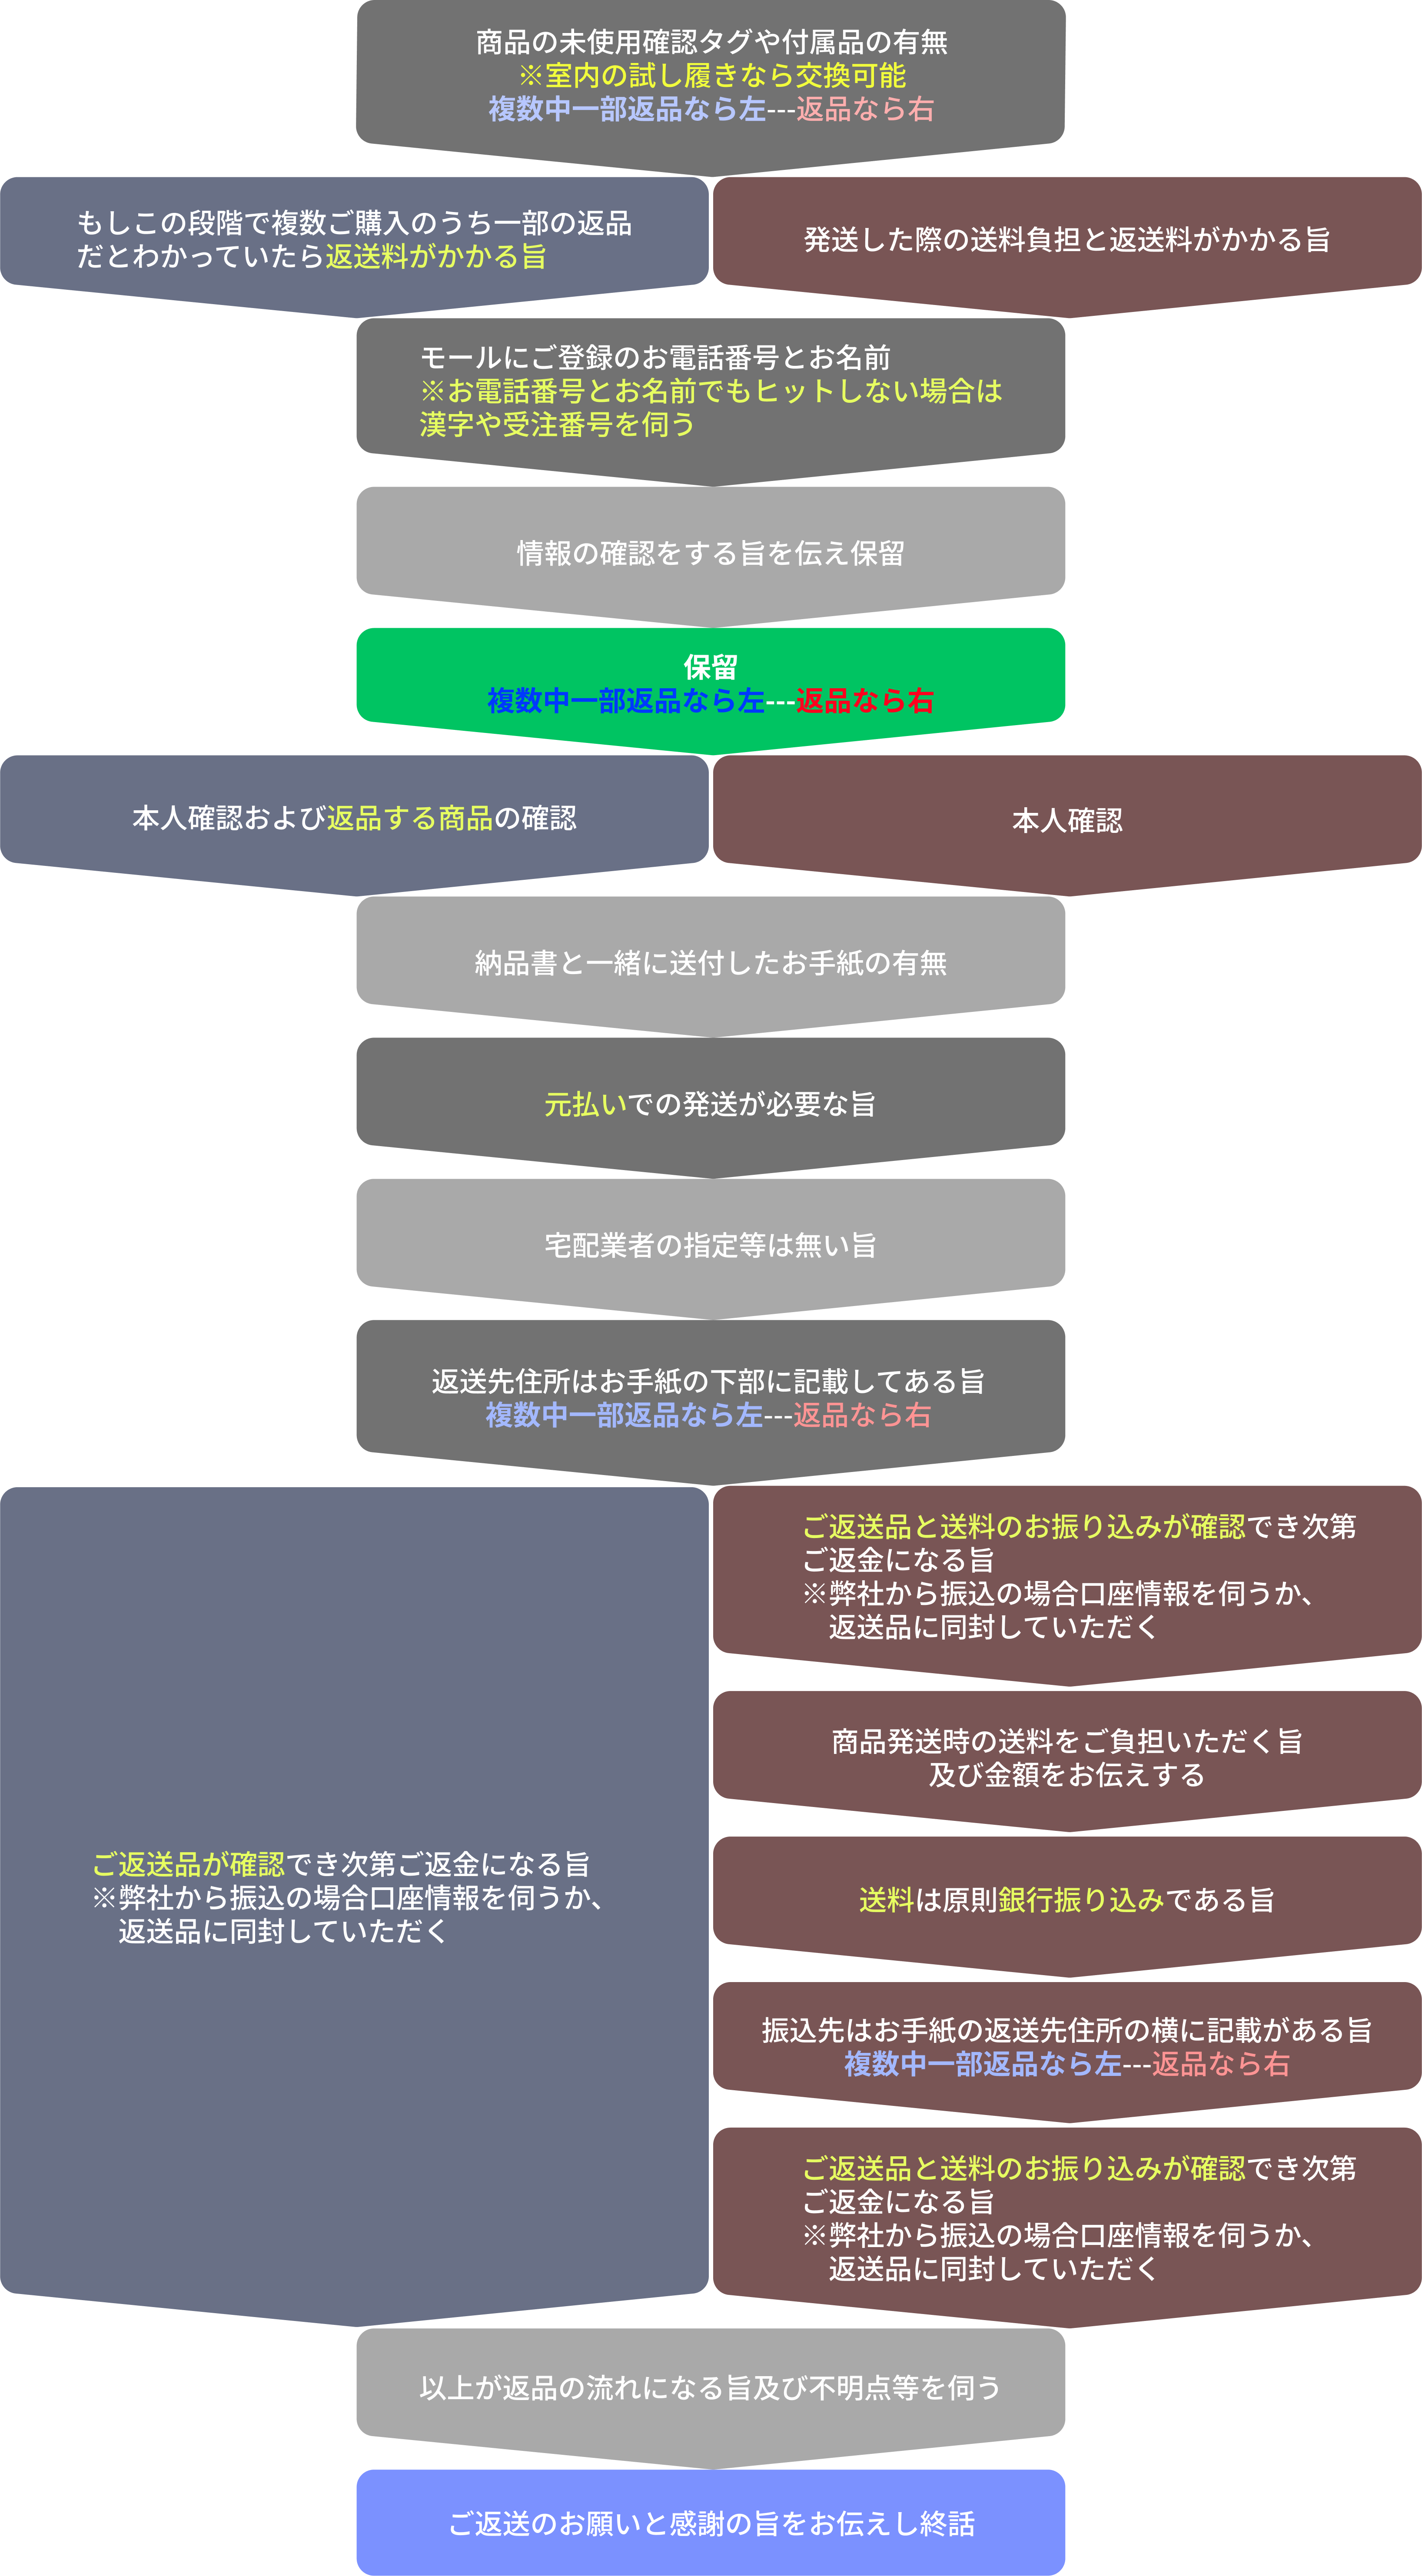 商品の未使用確認タグや付属品の有無
※室内の試し履きなら交換可能
複数中一部返品なら左---返品なら右
もしこの段階で複数ご購入のうち一部の返品
だとわかっていたら返送料がかかる旨
発送した際の送料負担と返送料がかかる旨
モールにご登録のお電話番号とお名前
※お電話番号とお名前でもヒットしない場合は
漢字や受注番号を伺う
情報の確認をする旨を伝え保留
保留
複数中一部返品なら左---返品なら右
本人確認および返品する商品の確認
本人確認
納品書と一緒に送付したお手紙の有無
元払いでの発送が必要な旨
宅配業者の指定等は無い旨
返送先住所はお手紙の下部に記載してある旨
複数中一部返品なら左---返品なら右
ご返送品が確認でき次第ご返金になる旨
※弊社から振込の場合口座情報を伺うか、
返送品に同封していただく
ご返送品と送料のお振り込みが確認でき次第
ご返金になる旨
※弊社から振込の場合口座情報を伺うか、
返送品に同封していただく
商品発送時の送料をご負担いただく旨
及び金額をお伝えする
送料は原則銀行振り込みである旨
振込先はお手紙の返送先住所の横に記載がある旨
複数中一部返品なら左---返品なら右
ご返送品と送料のお振り込みが確認でき次第
ご返金になる旨
※弊社から振込の場合口座情報を伺うか、
返送品に同封していただく
以上が返品の流れになる旨及び不明点等を伺う
ご返送のお願いと感謝の旨をお伝えし終話